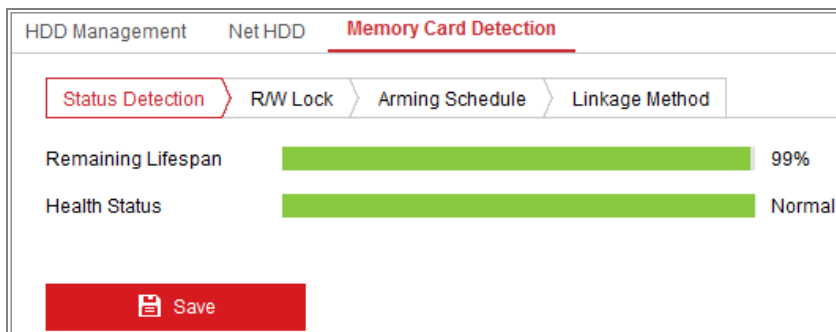 HDD Management Net HDD Memory Card Detection
Status Detection R/W Lock Arming Schedule Linkage Method
Remaining Lifespan 99%
Health Status Normal
Save